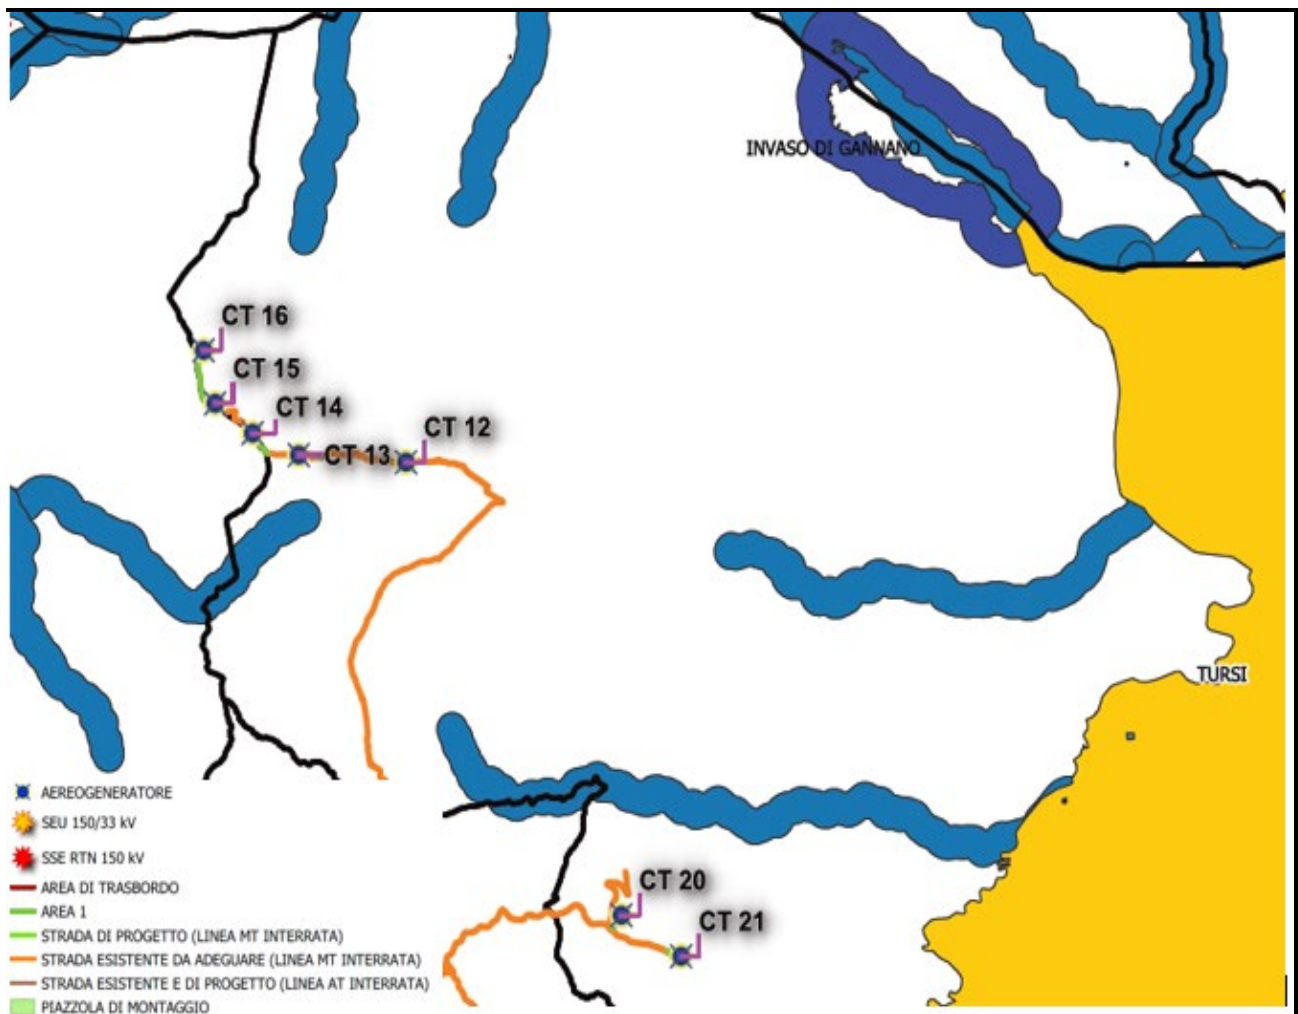 INVASO DI GANNANO
CT 16
CT 15
CT 14
CT 12
CT 13
TURSI
AEREOGENERATORE
SEU 150/33 kV
SSE RTN 150 kV
AREA DI TRASBORDO
AREA 1
STRADA DI PROGETTO (LINEA MT INTERRATA)
STRADA ESISTENTE DA ADEGUARE (LINEA MT INTERRATA)
STRADA ESISTENTE E DI PROGETTO (LINEA AT INTERRATA)
PIAZZOLA DI MONTAGGIO
CT 20
CT 21